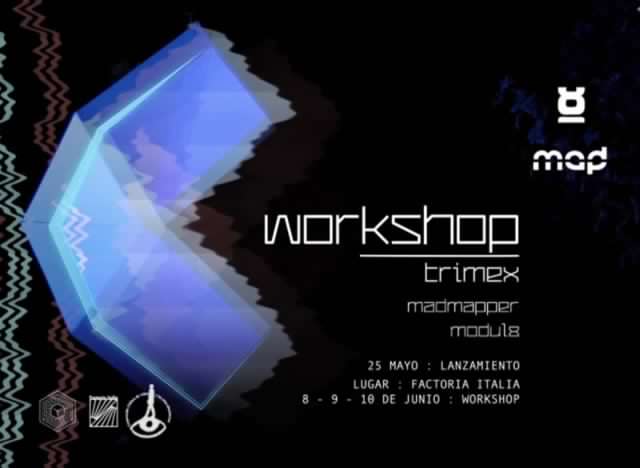 map
workshop
trimex
madmapper
modul8
25 MAYO : LANZAMIENTO
LUGAR : FACTORIA ITALIA
8 - 9 - 10 DE JUNIO : WORKSHOP